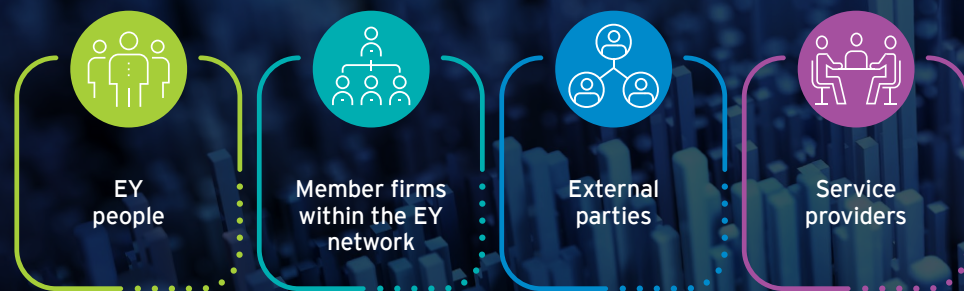 EY
people
Member firms
within the EY
network
External
parties
Service
providers